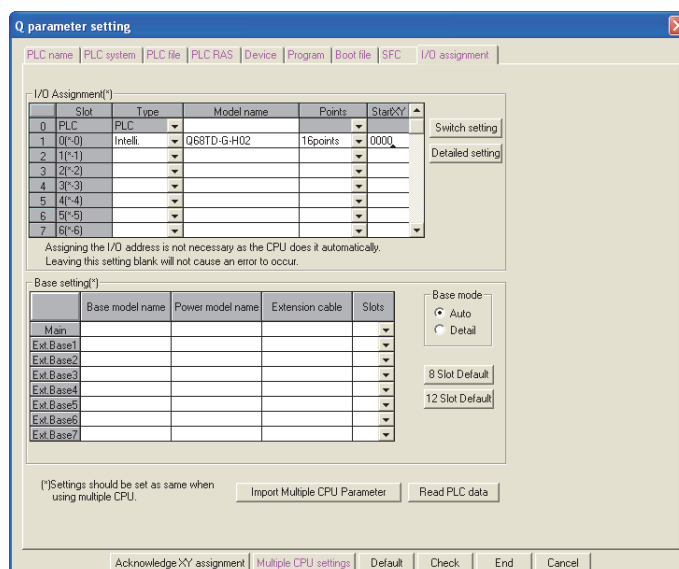 Q parameter setting
PLC name PLC system PLC file PLC RAS Device Program Boot file SFC I/O assignment
I/O Assignment(*)
Slot Type Model name Points StartXY
0 PLC PLC
1 0(*-0) Intelli. Q68TD-G-H02 16points 0000
2 1(*-1)
3 2(*-2)
4 3(*-3)
5 4(*-4)
6 5(*-5)
7 6(*-6)
Switch setting
Detailed setting
Assigning the I/O address is not necessary as the CPU does it automatically.
Leaving this setting blank will not cause an error to occur.
Base setting(*)
Base model name Power model name Extension cable Slots
Main
Ext.Base1
Ext.Base2
Ext.Base3
Ext.Base4
Ext.Base5
Ext.Base6
Ext.Base7
Base mode
Auto
Detail
8 Slot Default
12 Slot Default
(*)Settings should be set as same when
using multiple CPU.
Import Multiple CPU Parameter Read PLC data
Acknowledge XY assignment Multiple CPU settings Default Check End Cancel